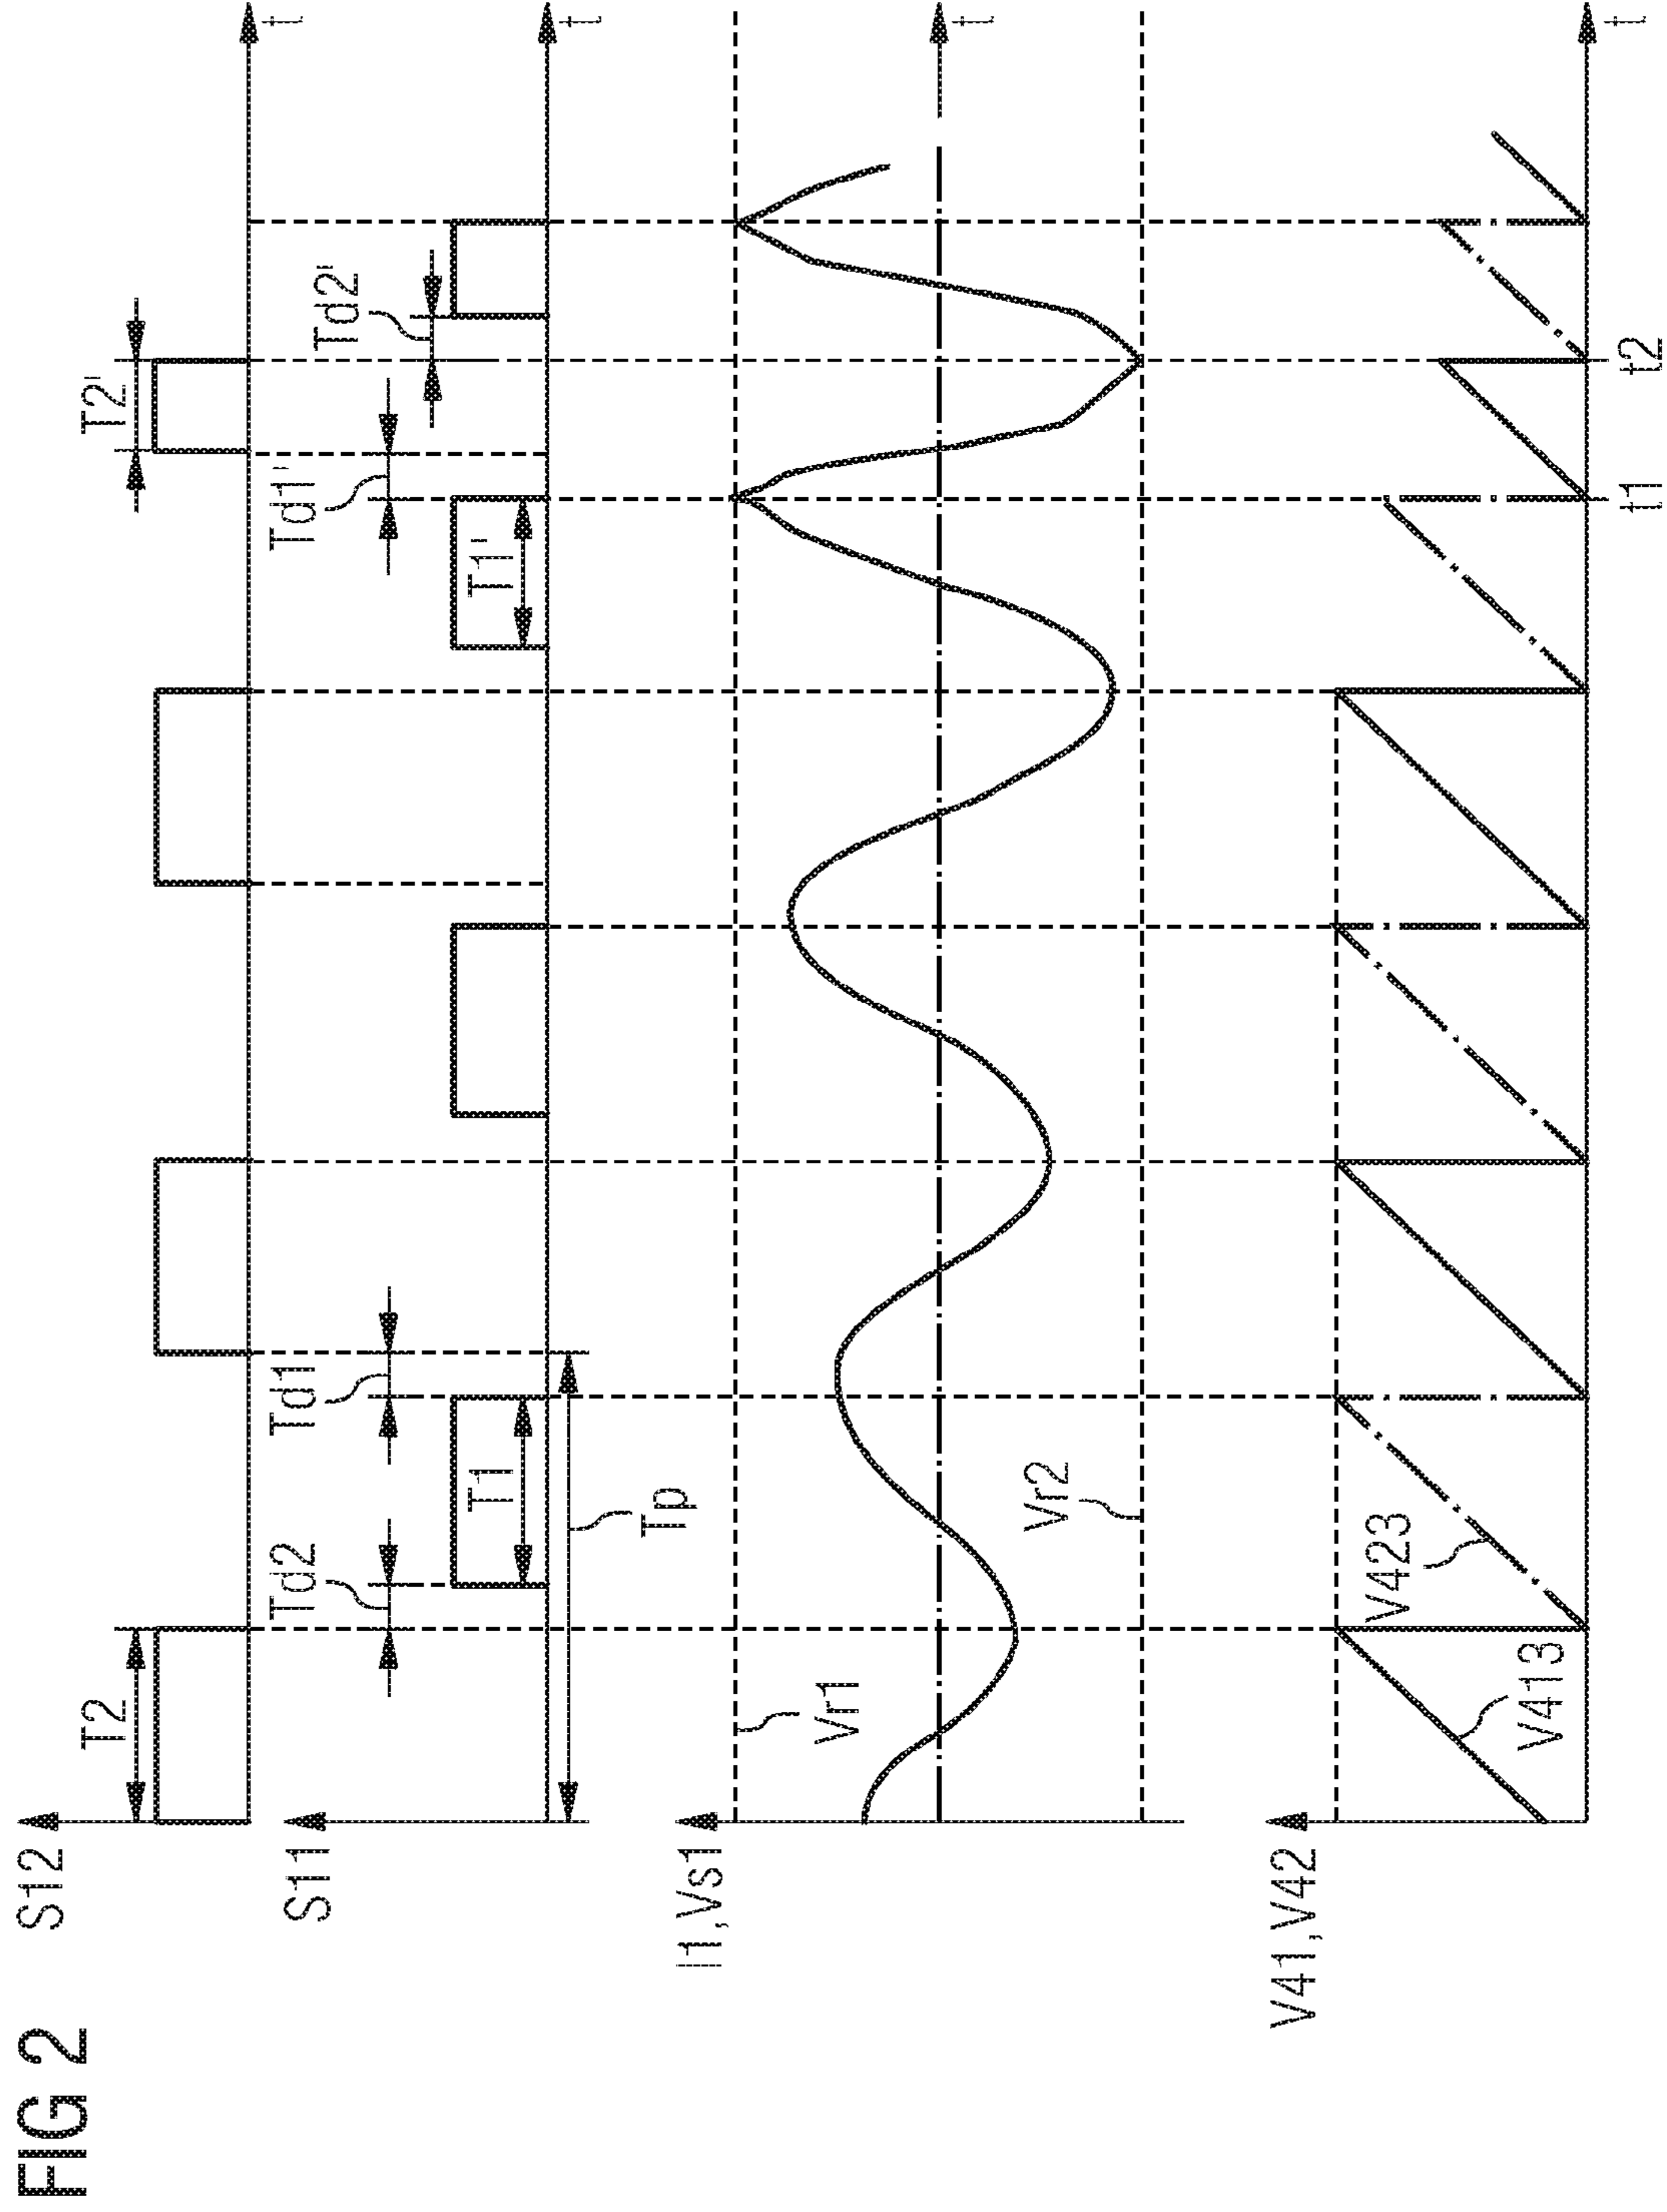 FIG 2
S12
T2
T2'
t
S11
Td2
Td1
Td1'
Td2'
T1
T1'
t
Tp
I1,Vs1
Vr1
Vr2
t
V41,V42
V423
V413
t1
t2
t